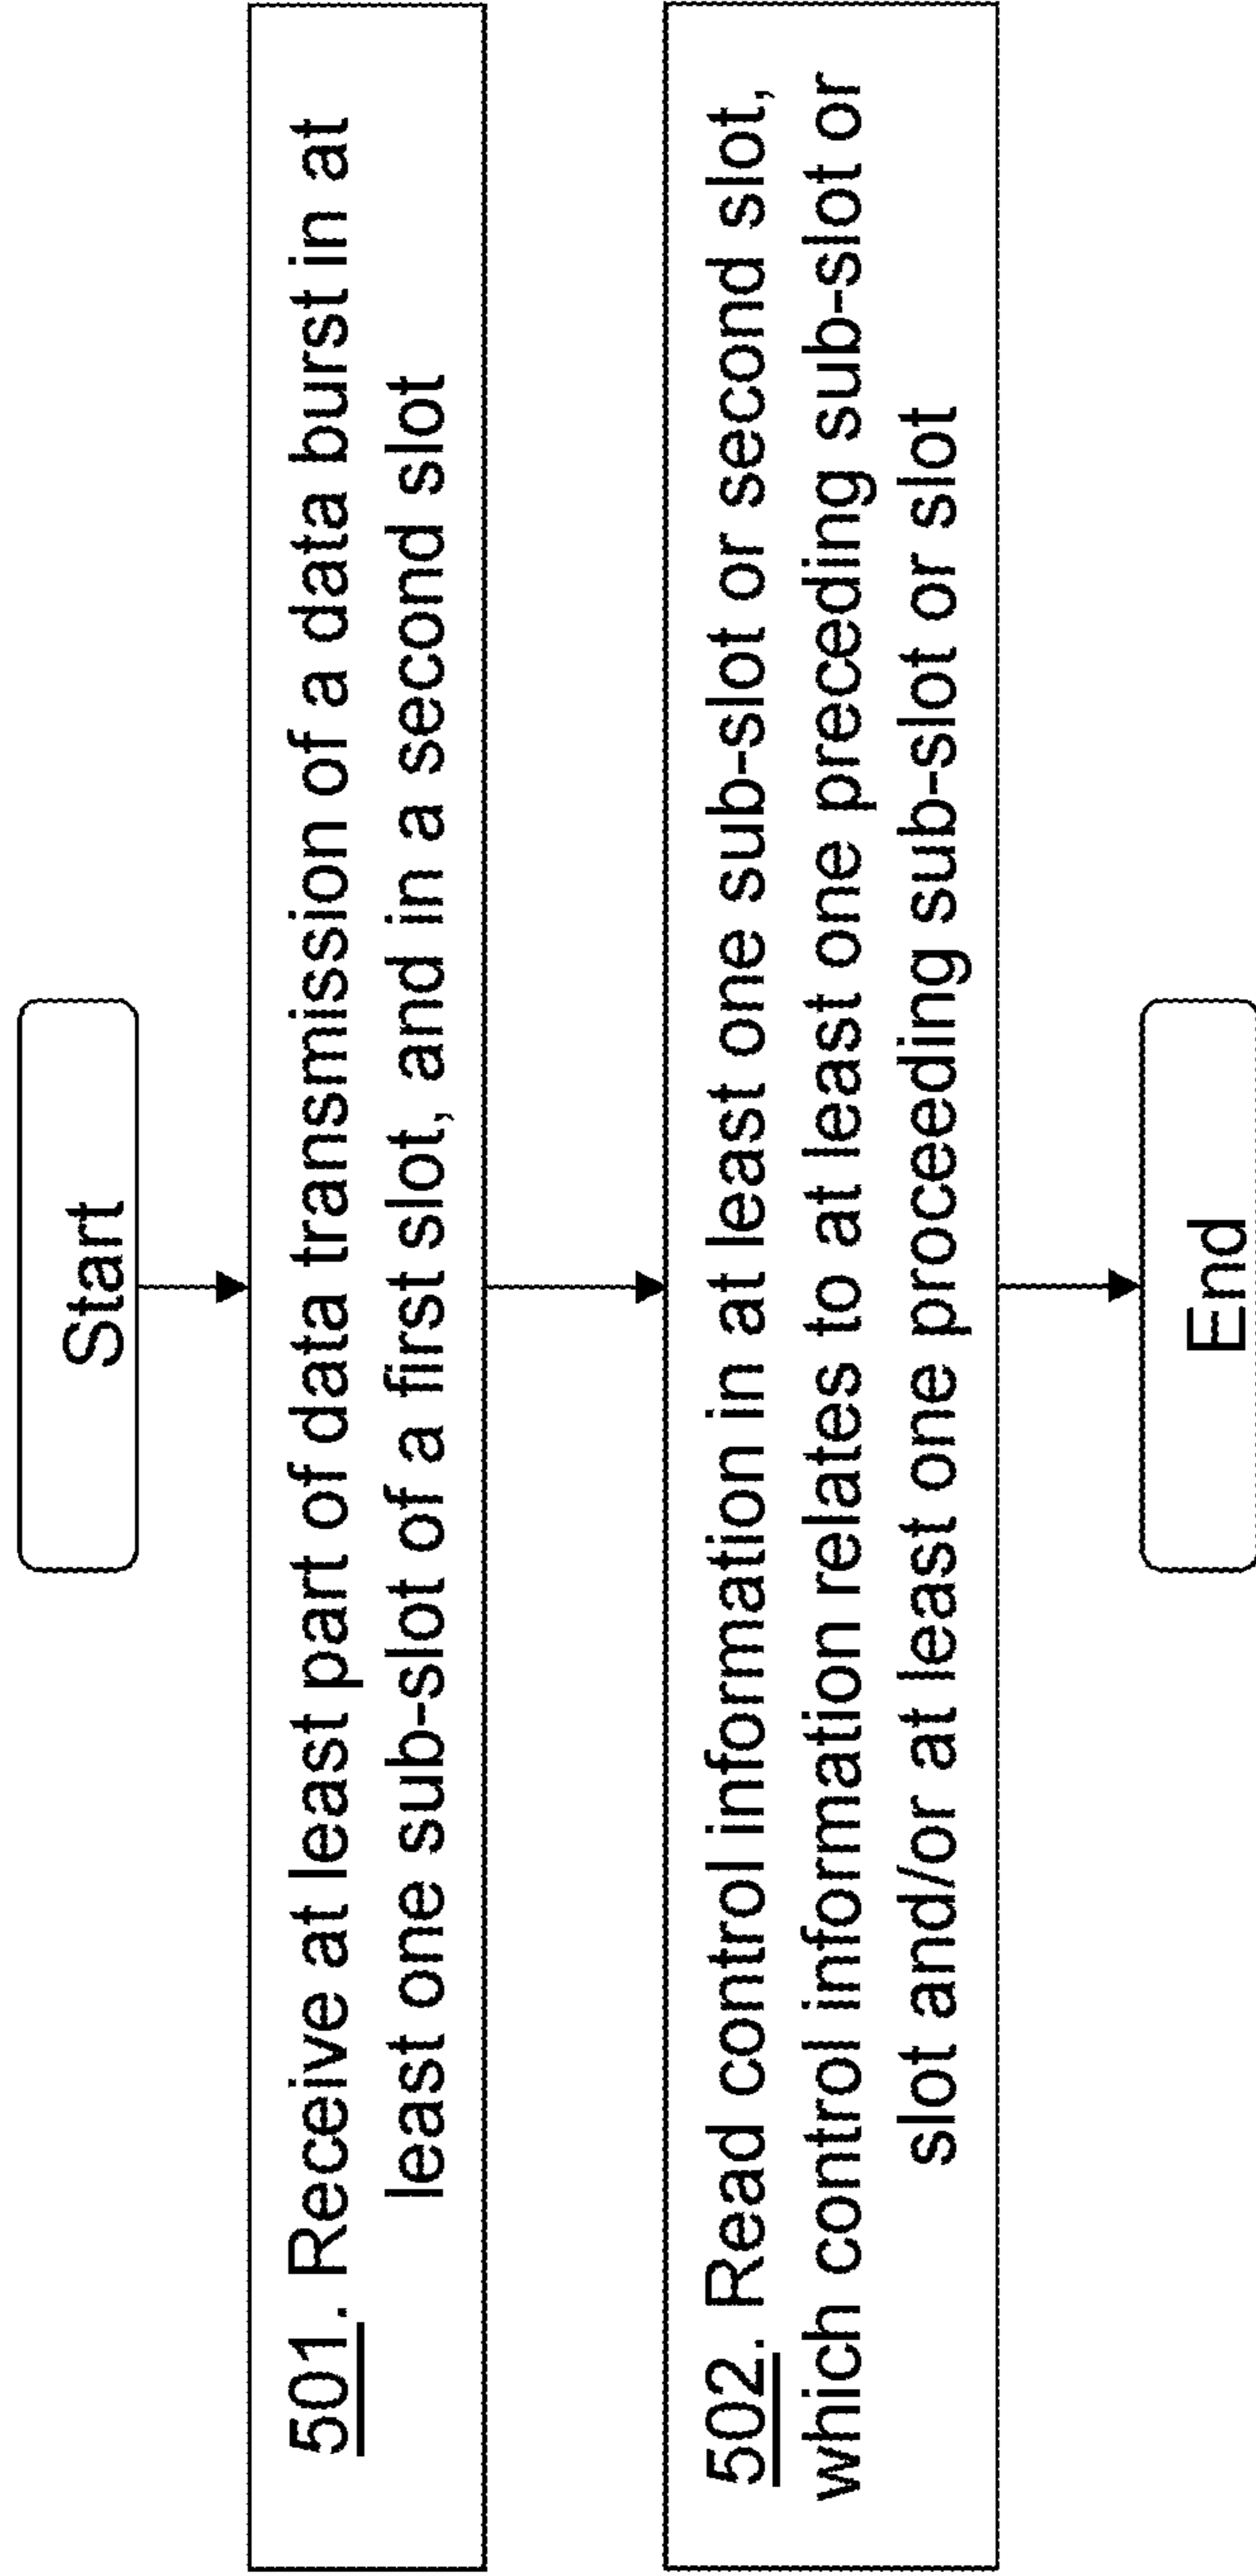 Start
501. Receive at least part of data transmission of a data burst in at
least one sub-slot of a first slot, and in a second slot
502. Read control information in at least one sub-slot or second slot,
which control information relates to at least one preceding sub-slot or
slot and/or at least one proceeding sub-slot or slot
End